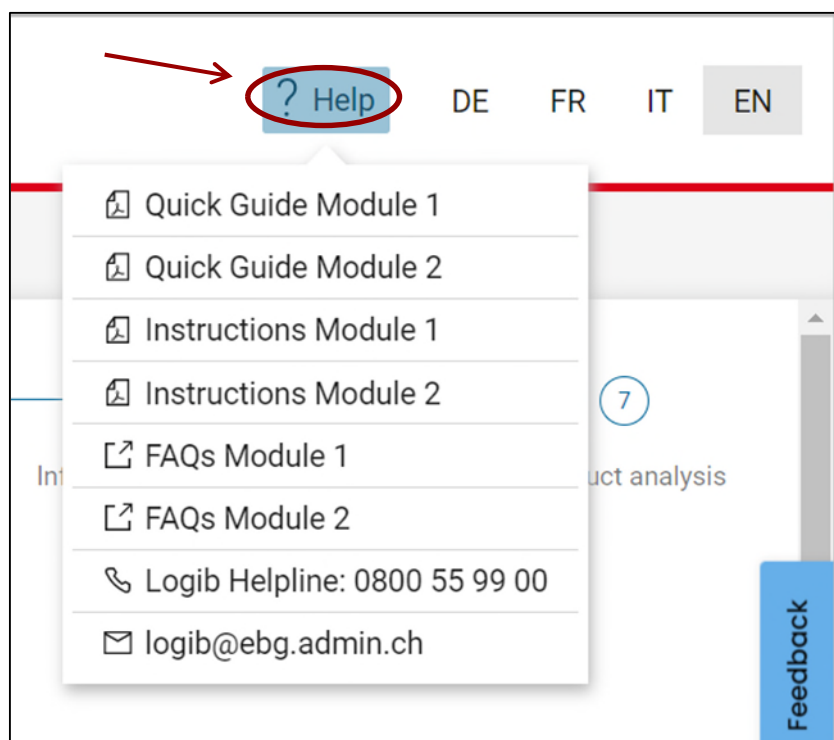 ? Help DE FR IT EN
Quick Guide Module 1
Quick Guide Module 2
Instructions Module 1
Instructions Module 2
7
FAQs Module 1
analysis
FAQs Module 2
Logib Helpline: 0800 55 99 00
logib@ebg.admin.ch
Feedback